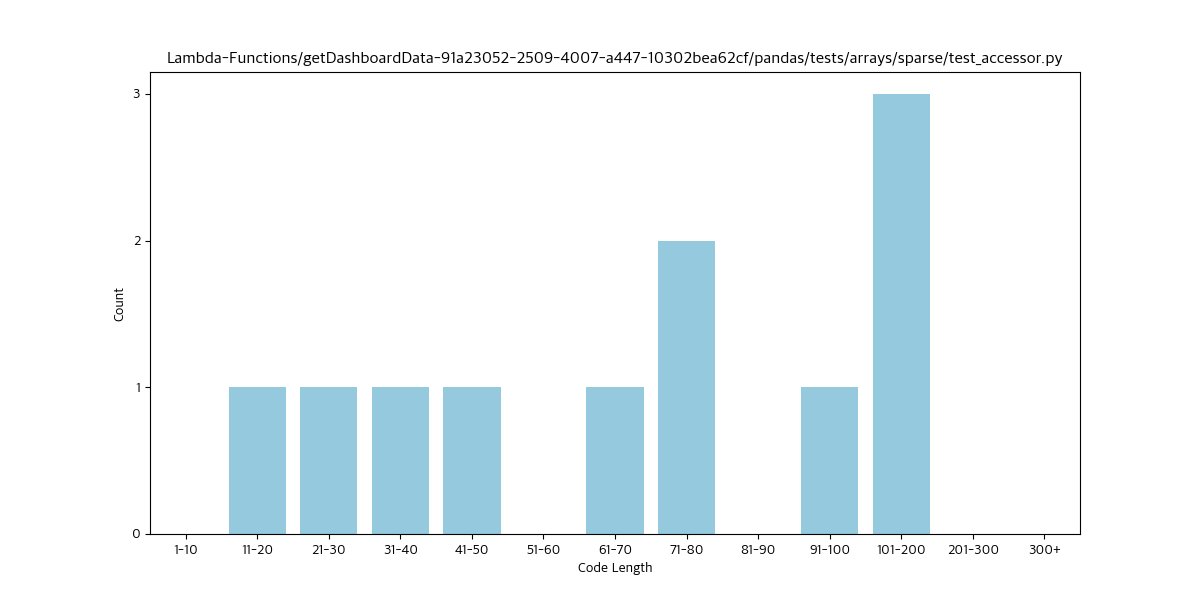 Lambda-Functions/getDashboardData-91a23052-2509-4007-a447-10302bea62cf/pandas/tests/arrays/sparse/test_accessor.py
3
2
1
0
Count
1-10 11-20 21-30 31-40 41-50 51-60 61-70 71-80 81-90 91-100 101-200 201-300 300+
Code Length